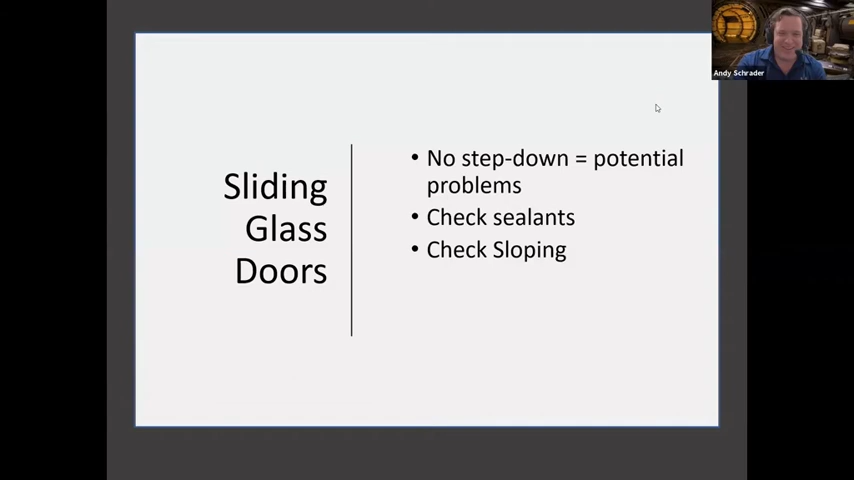 Andy Schrader
Sliding
Glass
Doors
• No step-down = potential
problems
• Check sealants
• Check Sloping